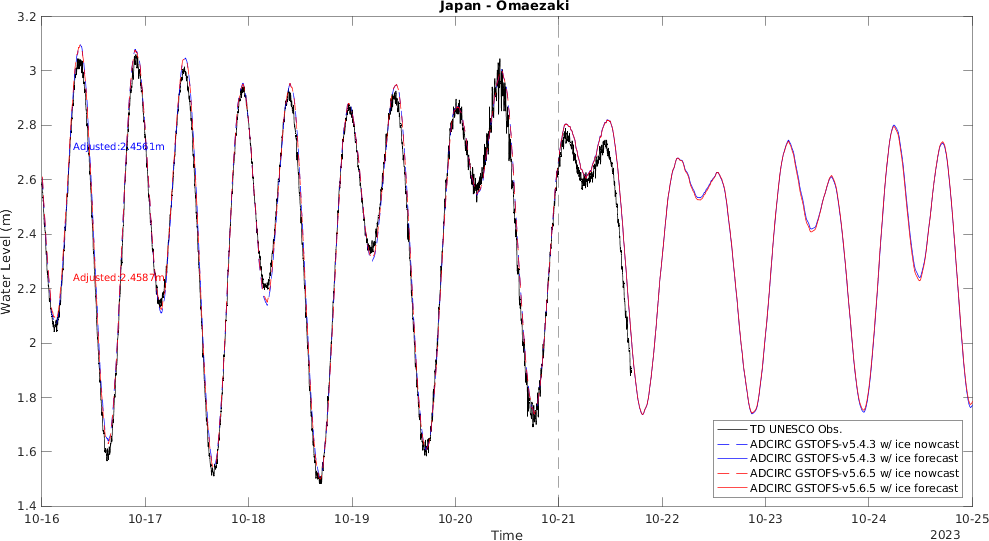 Japan - Omaezaki
3.2
3
2.8
2.6
2.4
2.2
2
1.8
1.6
1.4
Water Level (m)
Adjusted:2.4561m
Adjusted:2.4587m
TD UNESCO Obs.
ADCIRC GSTOFS-v5.4.3 w/ ice nowcast
ADCIRC GSTOFS-v5.4.3 w/ ice forecast
ADCIRC GSTOFS-v5.6.5 w/ ice nowcast
ADCIRC GSTOFS-v5.6.5 w/ ice forecast
10-16 10-17 10-18 10-19 10-20 10-21 10-22 10-23 10-24 10-25
Time
2023